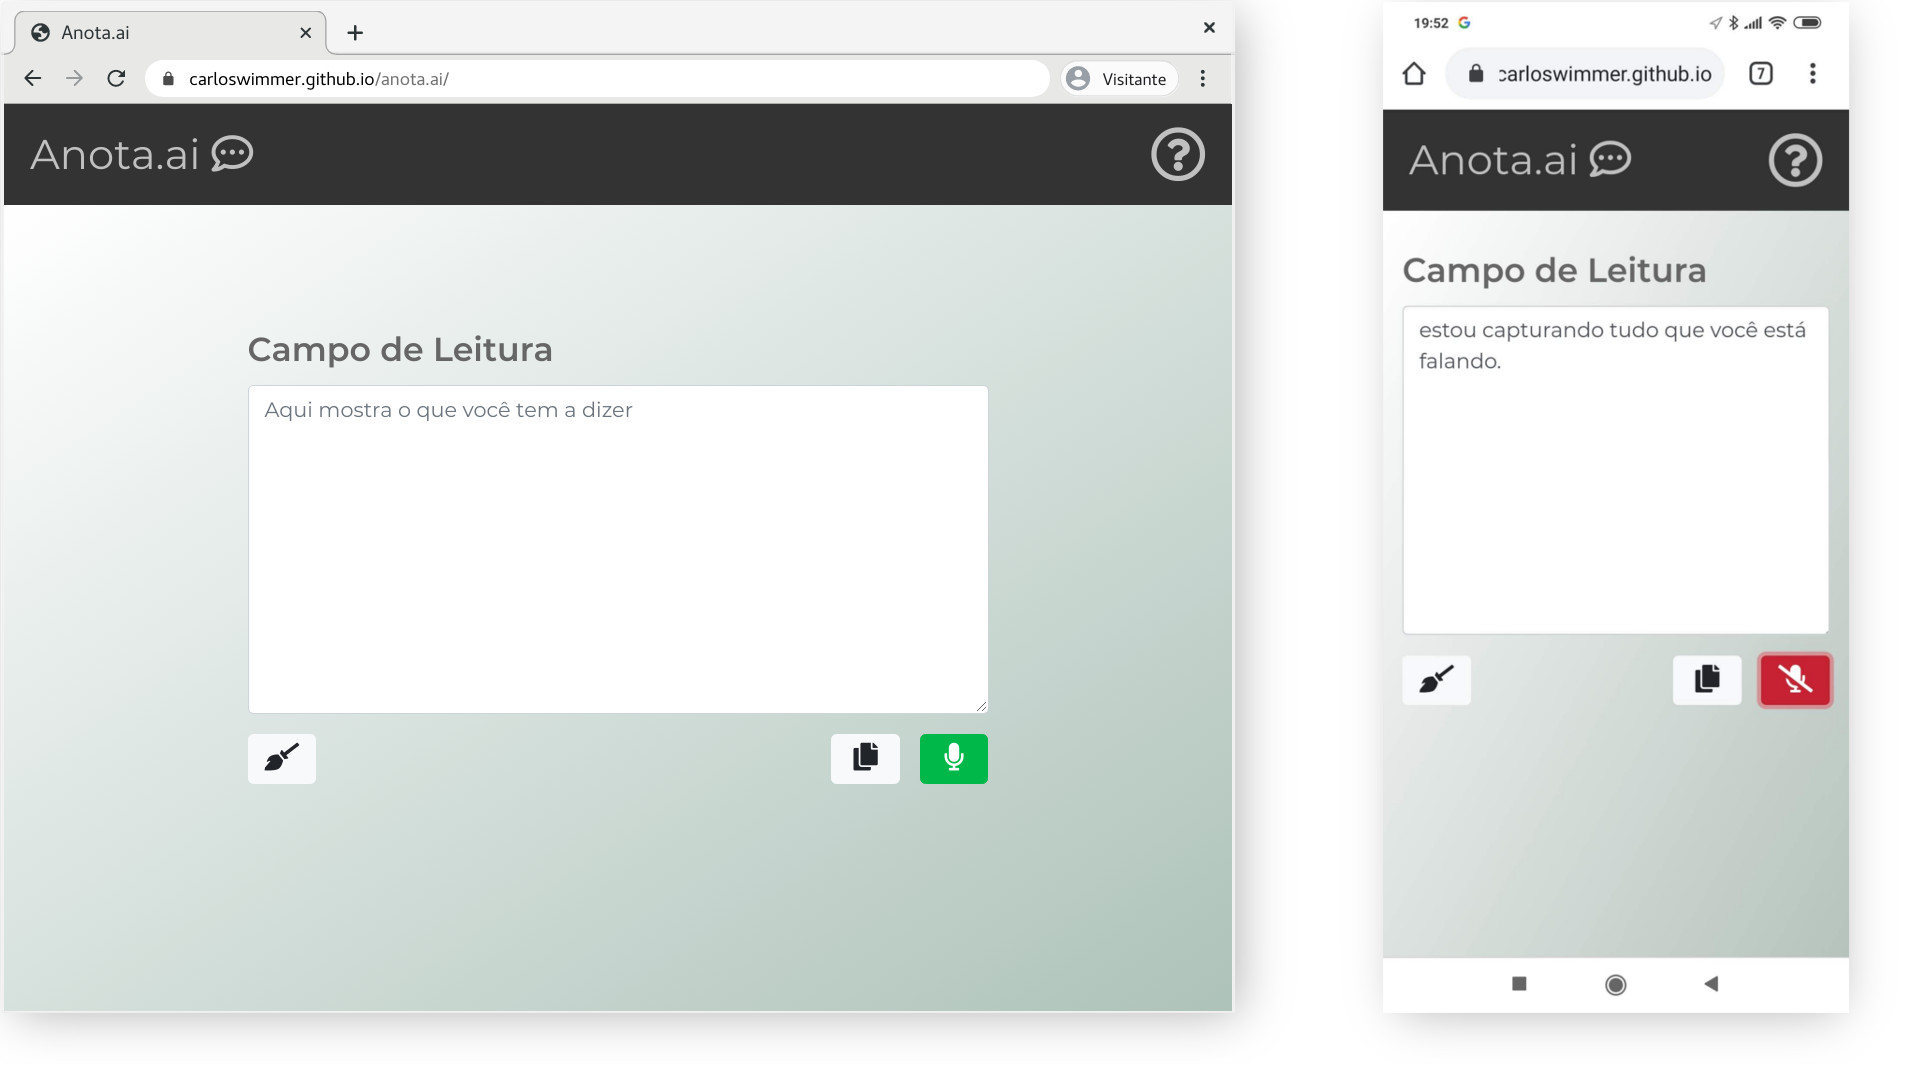 Anota.ai
carloswimmer.github.io/anota.ai/
Visitante
Anota.ai
Campo de Leitura
Aqui mostra o que você tem a dizer
19:52
carloswimmer.github.io
7
Anota.ai
Campo de Leitura
estou capturando tudo que você está
falando.